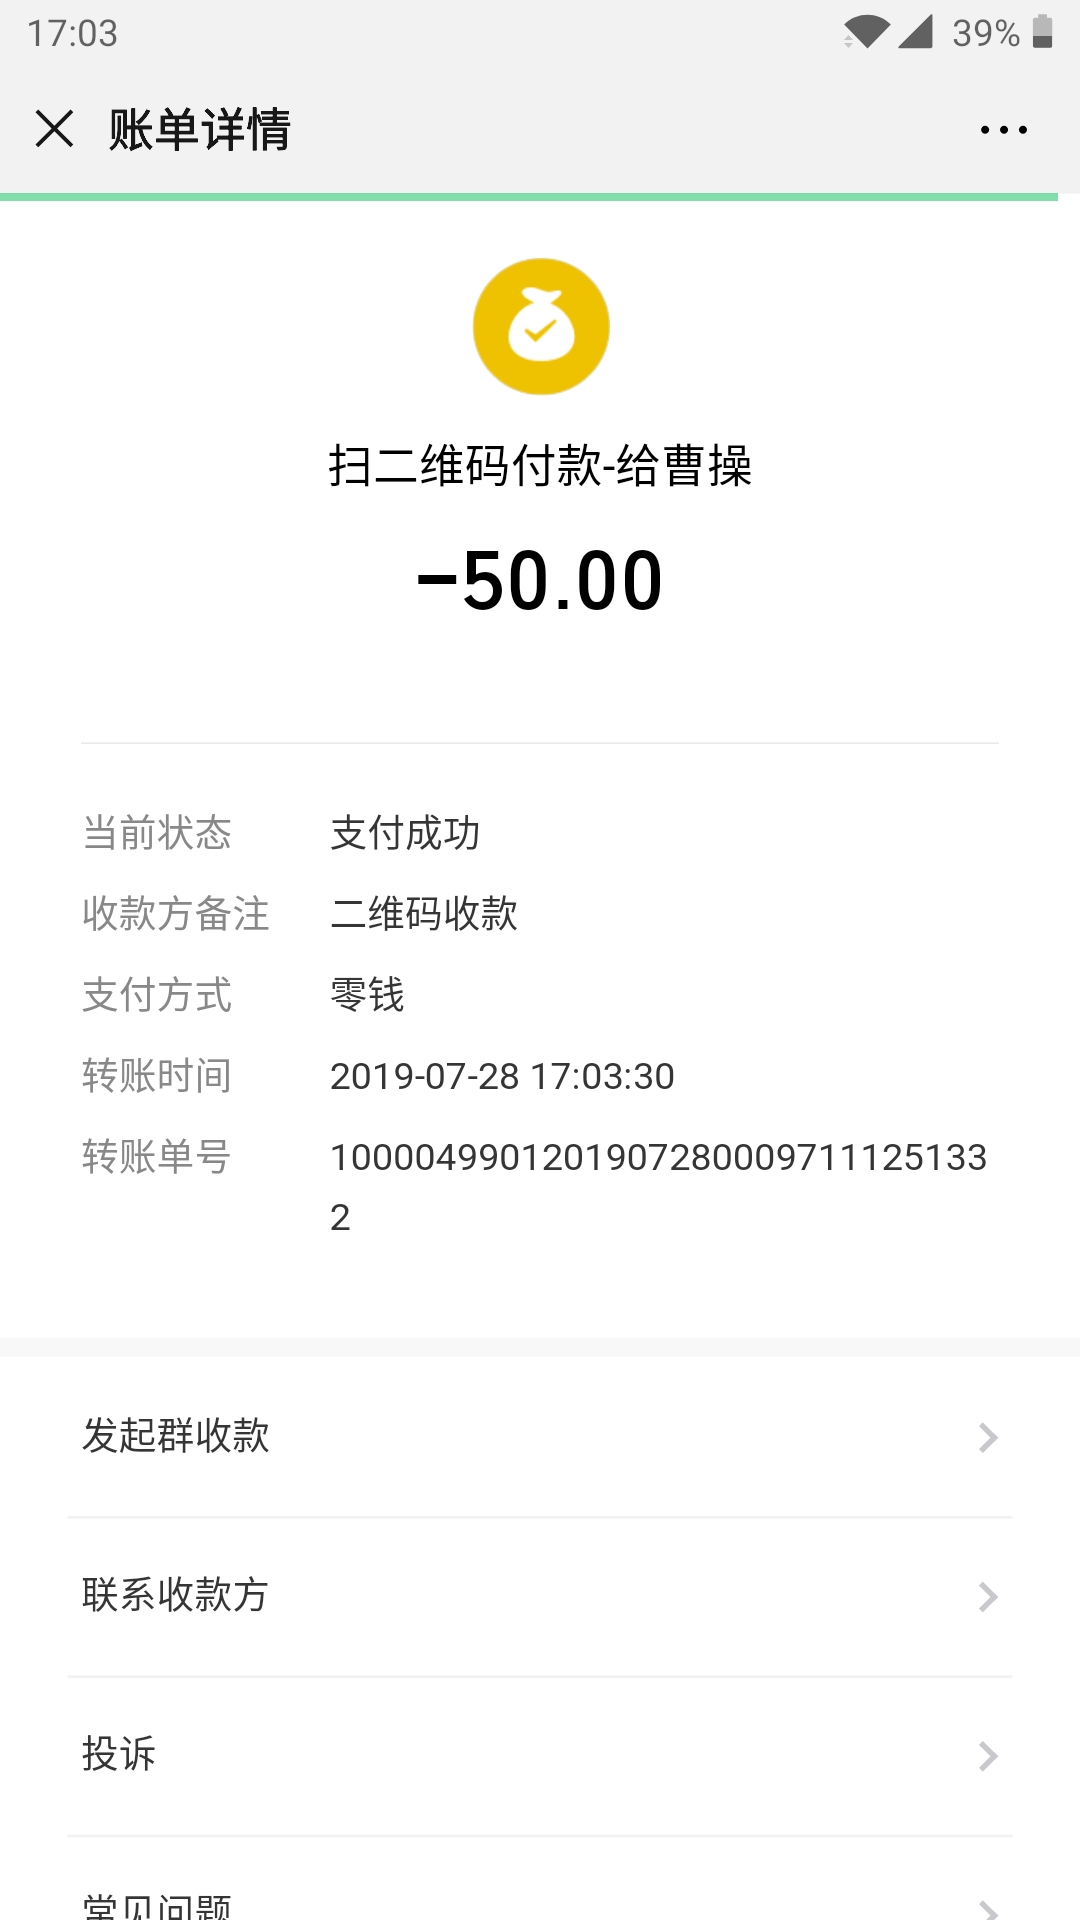 17:03
39%
账单详情
扫二维码付款-给曹操
-50.00
当前状态 支付成功
收款方备注 二维码收款
支付方式 零钱
转账时间 2019-07-28 17:03:30
转账单号 1000049901201907280009711125133
2
发起群收款
联系收款方
投诉
常见问题